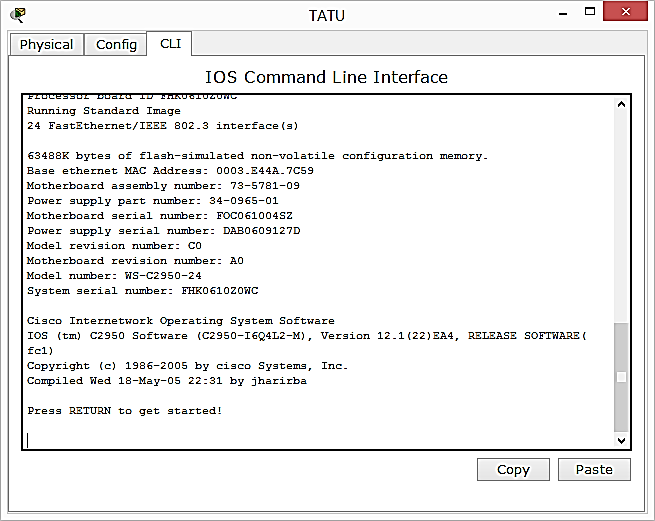 TATU
Physical Config CLI
IOS Command Line Interface
Processor board ID FHK0610Z0WC
Running Standard Image
24 FastEthernet/IEEE 802.3 interface(s)
63488K bytes of flash-simulated non-volatile configuration memory.
Base ethernet MAC Address: 0003.E44A.7C59
Motherboard assembly number: 73-5781-09
Power supply part number: 34-0965-01
Motherboard serial number: FOC061004SZ
Power supply serial number: DAB0609127D
Model revision number: C0
Motherboard revision number: A0
Model number: WS-C2950-24
System serial number: FHK0610Z0WC
Cisco Internetwork Operating System Software
IOS (tm) C2950 Software (C2950-I6Q4L2-M), Version 12.1(22)EA4, RELEASE SOFTWARE(
fc1)
Copyright (c) 1986-2005 by cisco Systems, Inc.
Compiled Wed 18-May-05 22:31 by jharirba
Press RETURN to get started!
Copy Paste